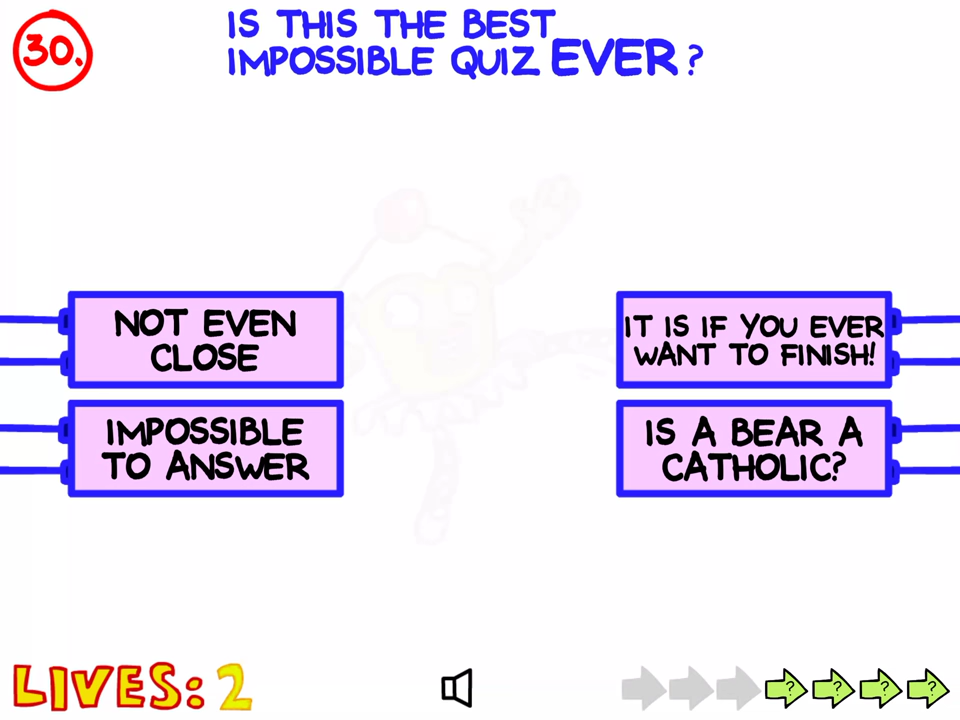 30.
IS THIS THE BEST
IMPOSSIBLE QUIZ EVER?
NOT EVEN
CLOSE
IT IS IF YOU EVER
WANT TO FINISH!
IMPOSSIBLE
TO ANSWER
IS A BEAR A
CATHOLIC?
LIVES: 2
? ? ? ?